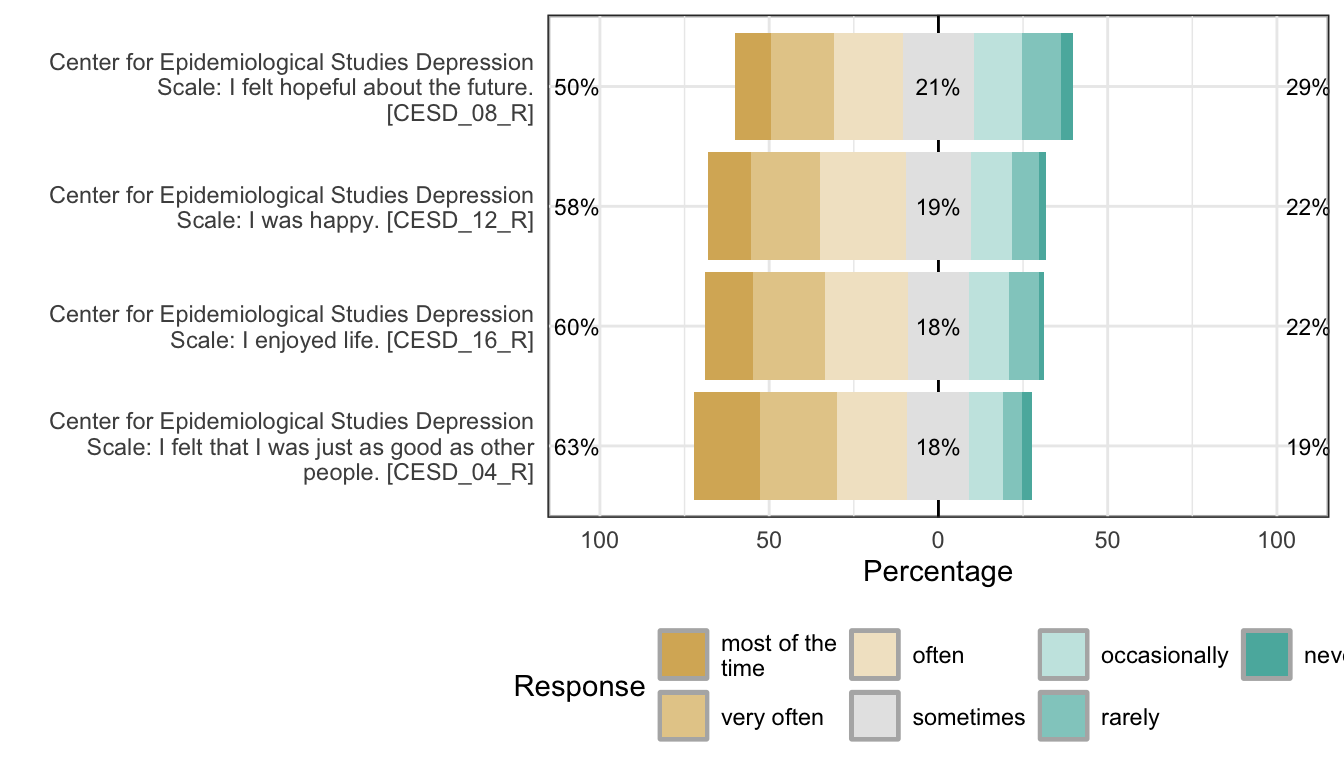 Center for Epidemiological Studies Depression
Scale: I felt hopeful about the future.
[CESD_08_R]
50%
21%
29%
Center for Epidemiological Studies Depression
Scale: I was happy. [CESD_12_R]
58%
19%
22%
Center for Epidemiological Studies Depression
Scale: I enjoyed life. [CESD_16_R]
60%
18%
22%
Center for Epidemiological Studies Depression
Scale: I felt that I was just as good as other
people. [CESD_04_R]
63%
18%
19%
100 50 0 50 100
Percentage
Response
most of the
time
very often
often
sometimes
occasionally
rarely